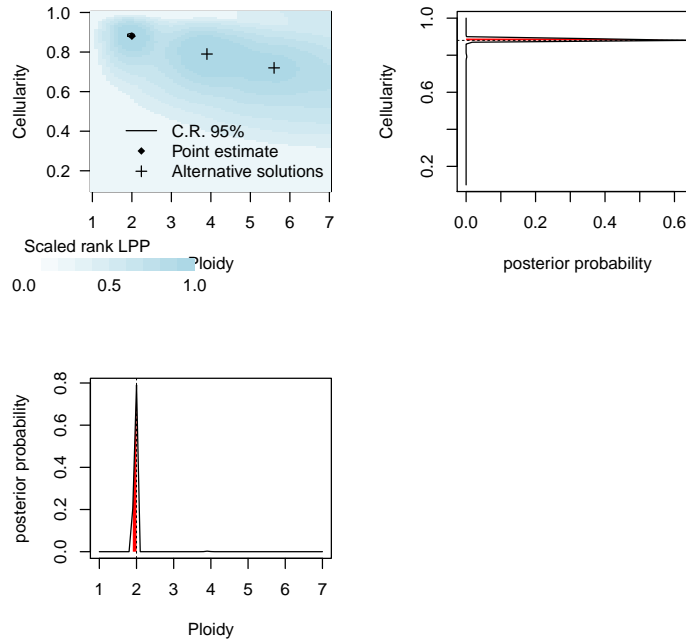 1.0
0.8
0.6
0.4
0.2
Cellularity
C.R. 95%
Point estimate
Alternative solutions
1 2 3 4 5 6 7
Ploidy
Scaled rank LPP
0.0 0.5 1.0
1.0
0.6
0.2
Cellularity
0.0 0.2 0.4 0.6
posterior probability
0.8
0.6
0.4
0.2
0.0
posterior probability
1 2 3 4 5 6 7
Ploidy